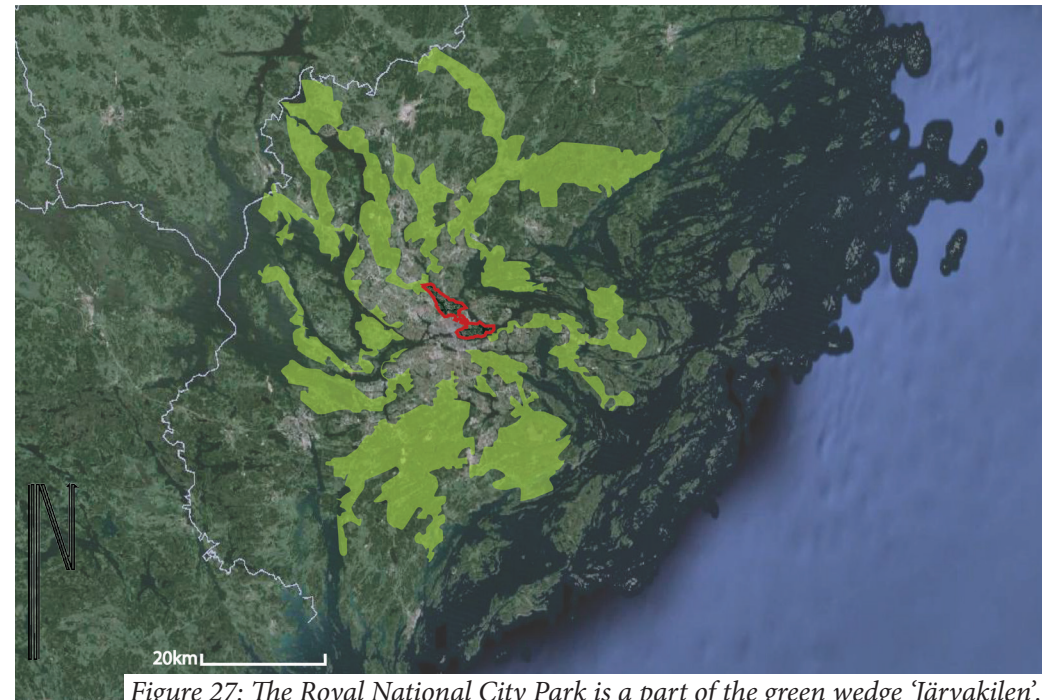 N
20km
Figure 27: The Royal National City Park is a part of the green wedge ‘Järvakilen’.